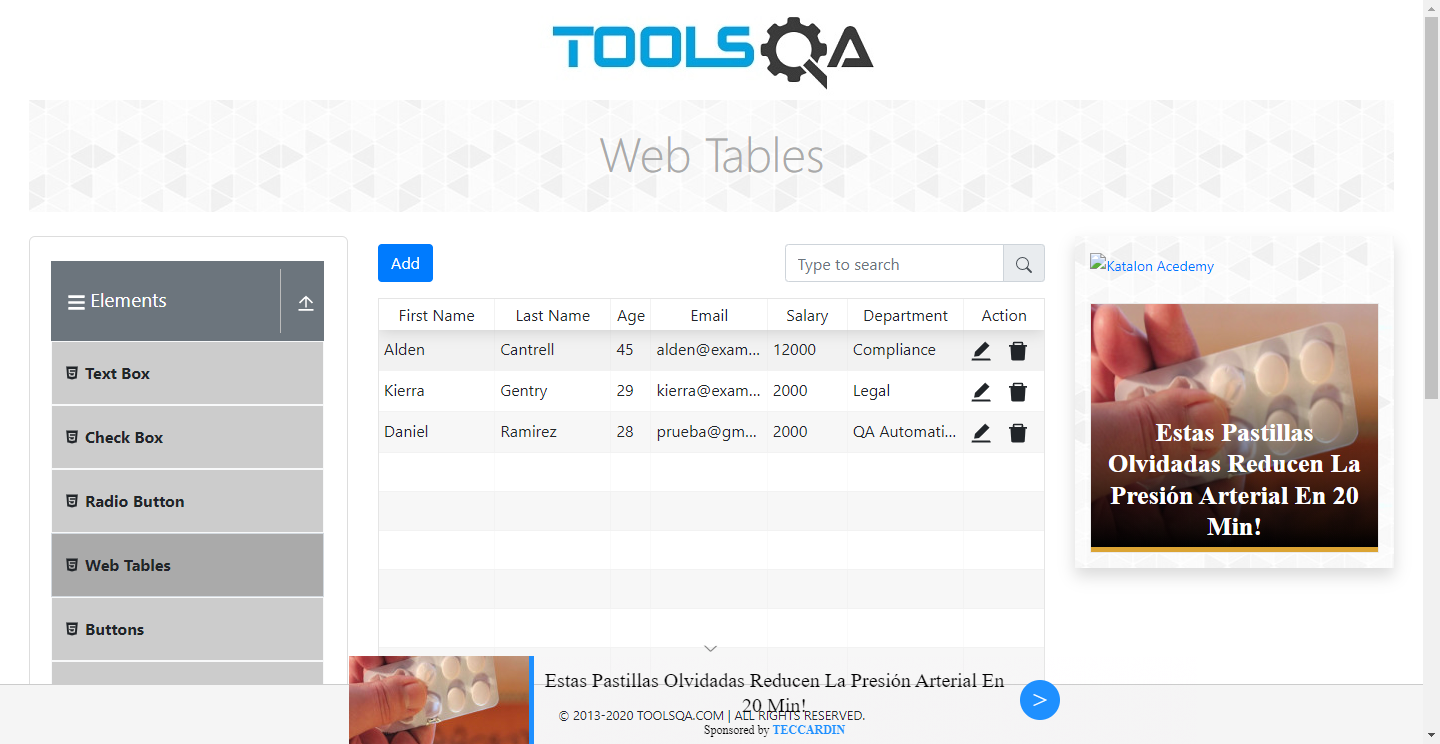 TOOLSQA
Web Tables
Elements
Text Box
Check Box
Radio Button
Web Tables
Buttons
Add
Type to search
First Name Last Name Age Email Salary Department Action
Alden Cantrell 45 alden@exam... 12000 Compliance
Kierra Gentry 29 kierra@exam... 2000 Legal
Daniel Ramirez 28 prueba@gm... 2000 QA Automati...
Katalon Acedemy
Estas Pastillas
Olvidadas Reducen La
Presión Arterial En 20
Min!
Estas Pastillas Olvidadas Reducen La Presión Arterial En
20 Min!
>
© 2013-2020 TOOLSQA.COM | ALL RIGHTS RESERVED.
Sponsored by TECCARDIN